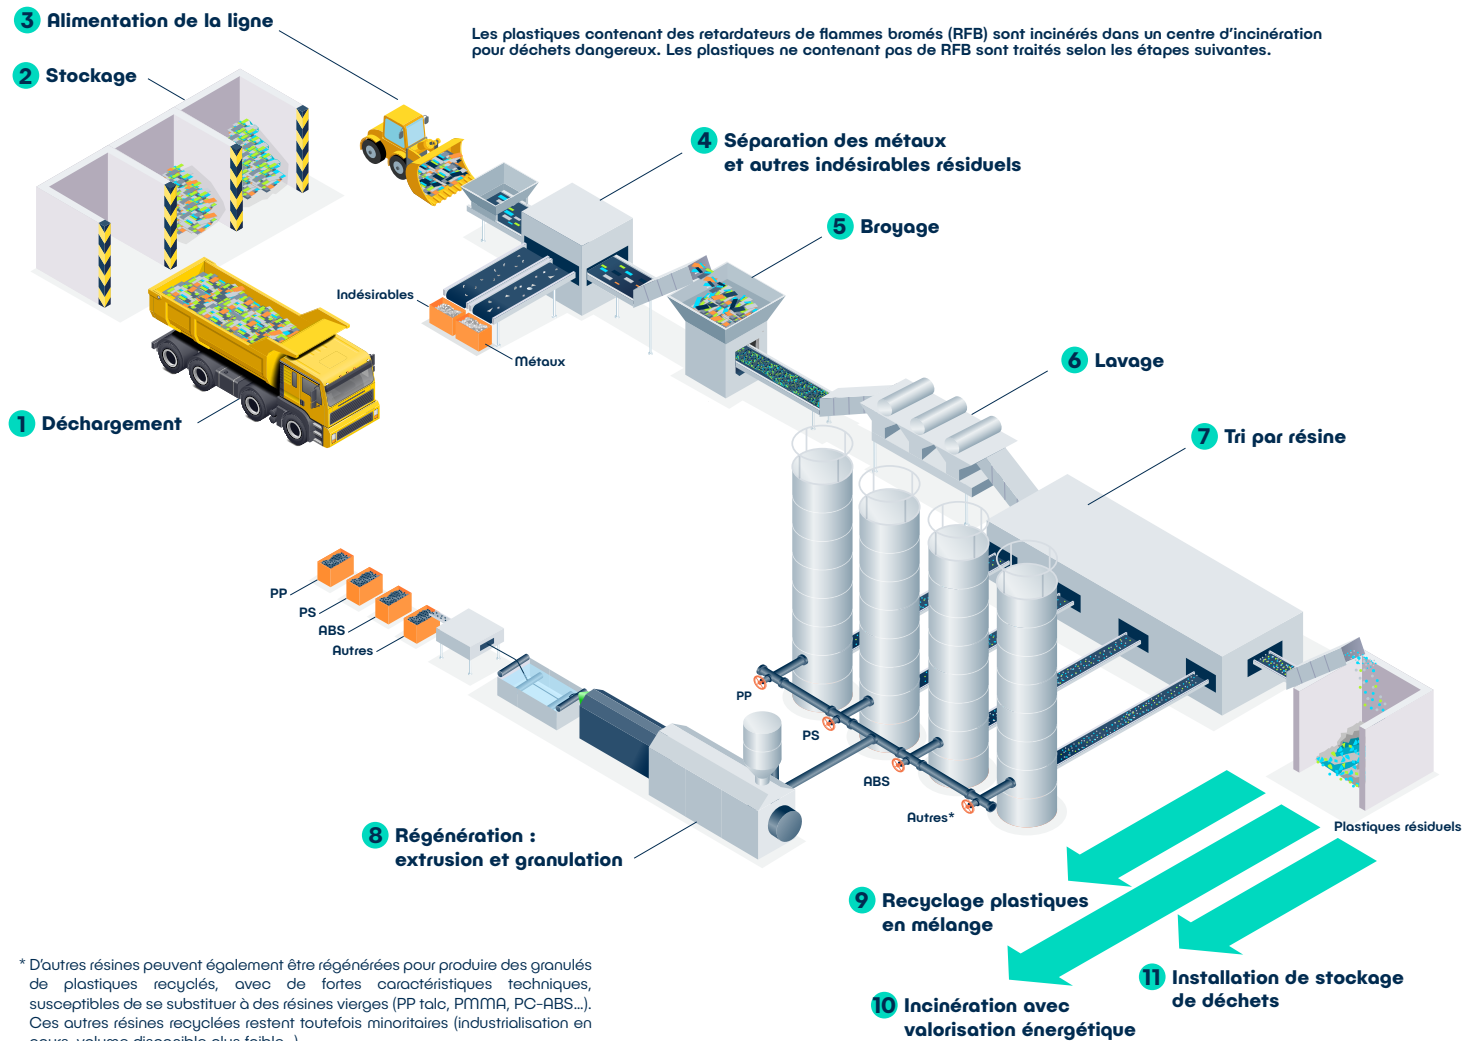 3 Alimentation de la ligne
Les plastiques contenant des retardateurs de flammes bromés (RFB) sont incinérés dans un centre d'incinération
pour déchets dangereux. Les plastiques ne contenant pas de RFB sont traités selon les étapes suivantes.
2 Stockage
4 Séparation des métaux
et autres indésirables résiduels
5 Broyage
Indésirables
Métaux
6 Lavage
1 Déchargement
7 Tri par résine
PP
PS
ABS
Autres
PP
PS
ABS
Autres*
Plastiques résiduels
8 Régénération :
extrusion et granulation
9 Recyclage plastiques
en mélange
11 Installation de stockage
de déchets
10 Incinération avec
valorisation énergétique
* D'autres résines peuvent également être régénérées pour produire des granulés
de plastiques recyclés, avec de fortes caractéristiques techniques,
susceptibles de se substituer à des résines vierges (PP talc, PMMA, PC-ABS...).
Ces autres résines recyclées restent toutefois minoritaires (industrialisation en
cours, volume disponible plus faible...)